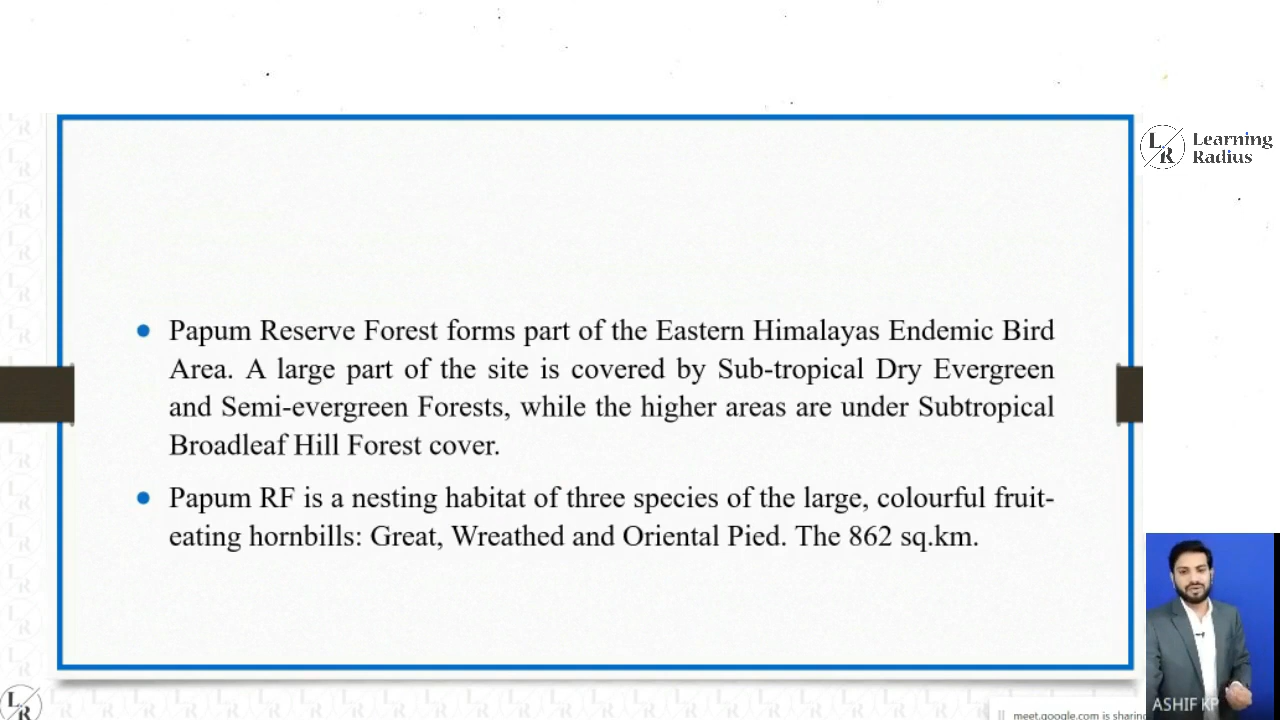 L R Learning
Radius
● Papum Reserve Forest forms part of the Eastern Himalayas Endemic Bird
Area. A large part of the site is covered by Sub-tropical Dry Evergreen
and Semi-evergreen Forests, while the higher areas are under Subtropical
Broadleaf Hill Forest cover.
● Papum RF is a nesting habitat of three species of the large, colourful fruit-
eating hornbills: Great, Wreathed and Oriental Pied. The 862 sq.km.
ASHIF KP
L R
|| meet.google.com is sharing